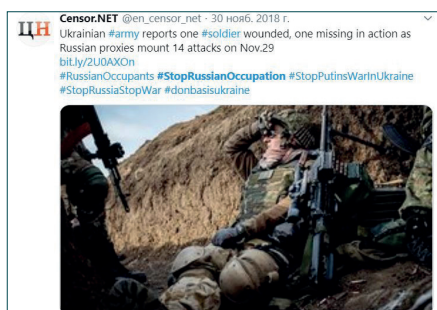 ЦН
Censor.NET @en_censor_net · 30 нояб. 2018 г.
Ukrainian #army reports one #soldier wounded, one missing in action as
Russian proxies mount 14 attacks on Nov.29
bit.ly/2U0AXOn
#RussianOccupants #StopRussianOccupation #StopPutinsWarInUkraine
#StopRussiaStopWar #donbasisukraine